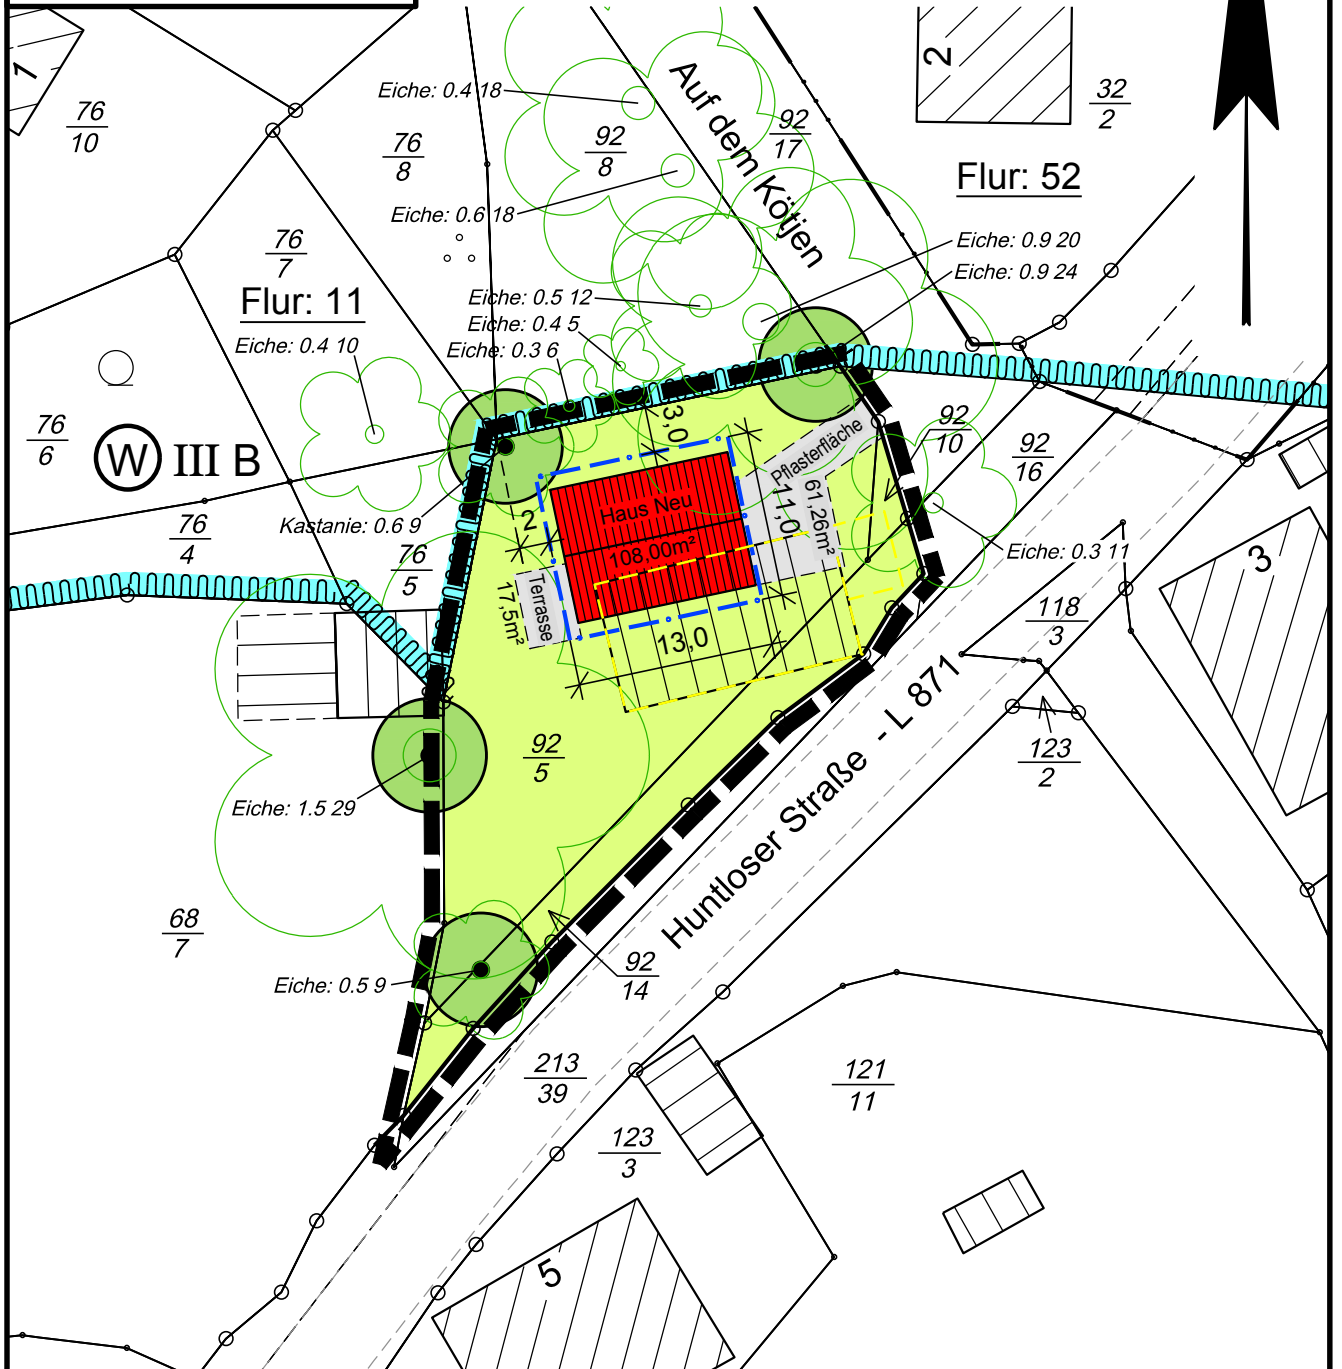 1
76
10
Eiche: 0.4 18
76
8
92
8
Auf dem Kötjen
92
17
2
32
2
Flur: 52
Eiche: 0.6 18
76
7
Flur: 11
Eiche: 0.4 10
Eiche: 0.9 20
Eiche: 0.9 24
Eiche: 0.5 12
Eiche: 0.4 5
Eiche: 0.3 6
76
6
W III B
3,0
Pflastenfläche
61,26m²
11,0
92
10
92
16
76
4
Kastanie: 0.6 9
76
5
2
Haus Neu
108.00m²
Terrasse
17,5m²
13,0
Eiche: 0.3 11
3
118
3
123
2
92
5
Eiche: 1.5 29
Huntloser Straße - L 871
68
7
Eiche: 0.5 9
92
14
213
39
121
11
123
3
5